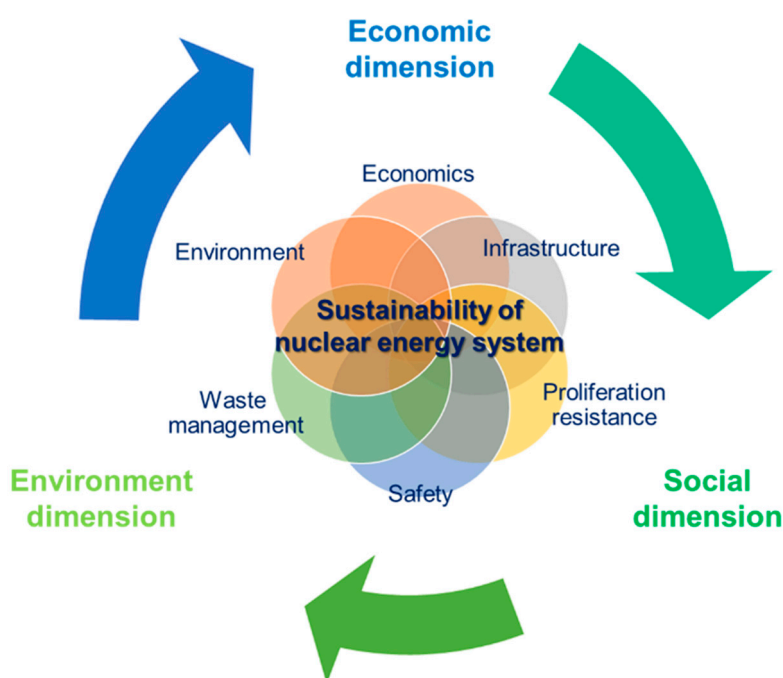 Economic
dimension
Economics
Environment
Infrastructure
Sustainability of
nuclear energy system
Waste
management
Proliferation
resistance
Safety
Environment
dimension
Social
dimension